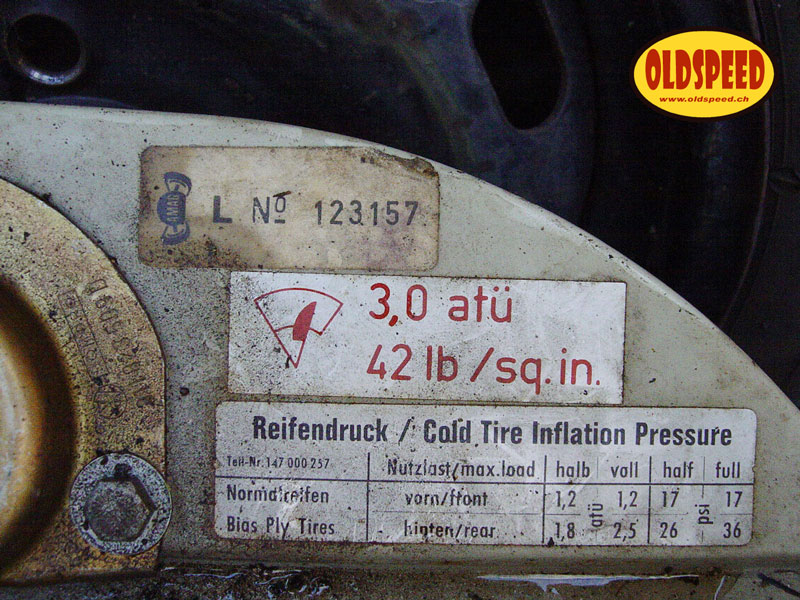 OLDSPEED
www.oldspeed.ch
AMAG L Nº 123157
3,0 atü
42 lb/sq.in.
Reifendruck / Cold Tire Inflation Pressure
Teil-Nr. 147 000 257 Nutzlast/max.load halb voll half full
Normalreifen vorn/front 1,2 atü 1,2 17 psi 17
Bias Ply Tires hinten/rear 1,8 2,5 26 36